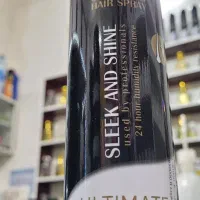 HAIR SPRAY
SLEEK AND SHINE
used by professionals
24 hour humidity resistance
ULTIMATE